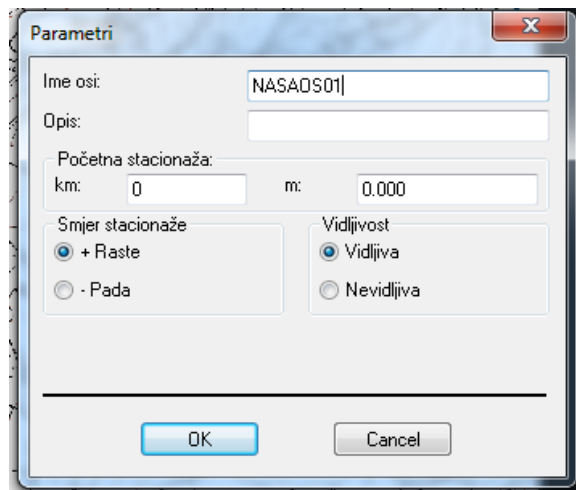 Parametri
Ime osi: NASAOS01
Opis:
Početna stacionaža:
km: 0 m: 0.000
Smjer stacionaže Vidljivost
+ Raste Vidljiva
- Pada Nevidljiva
OK Cancel